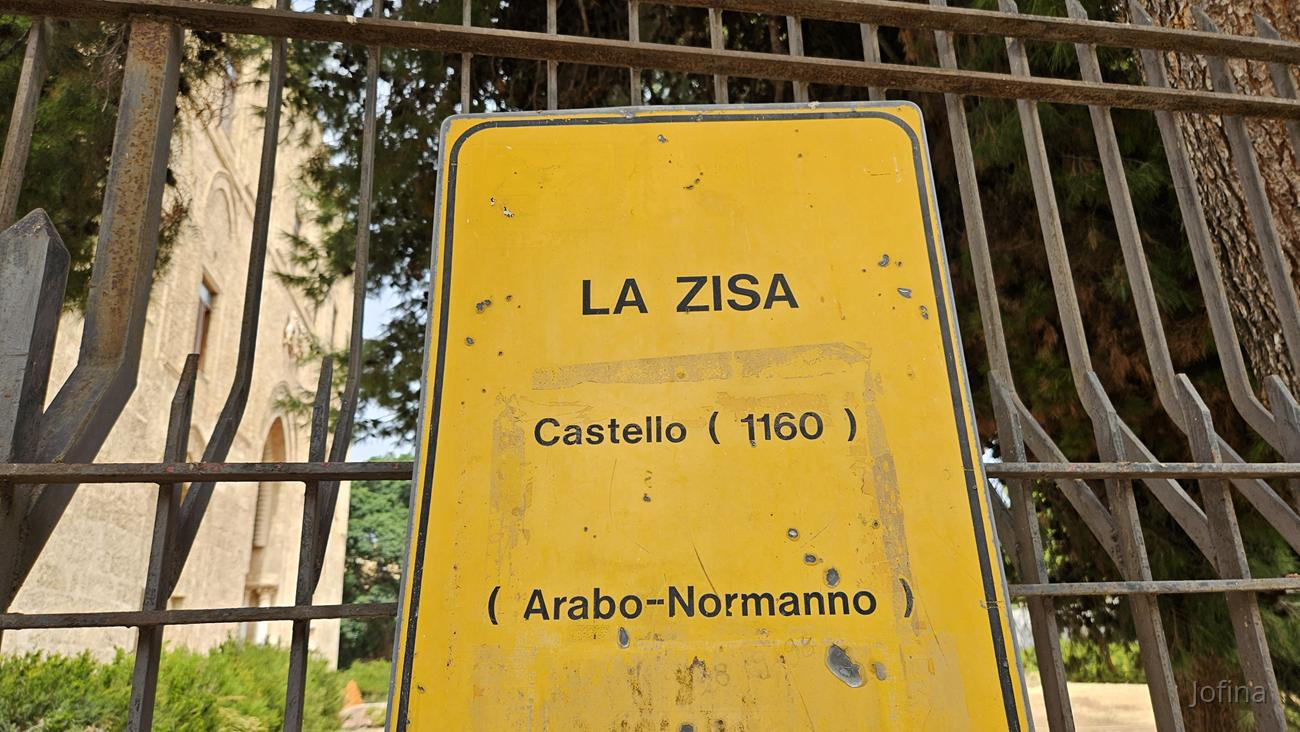 LA ZISA
Castello ( 1160 )
( Arabo-Normanno )
Jofina